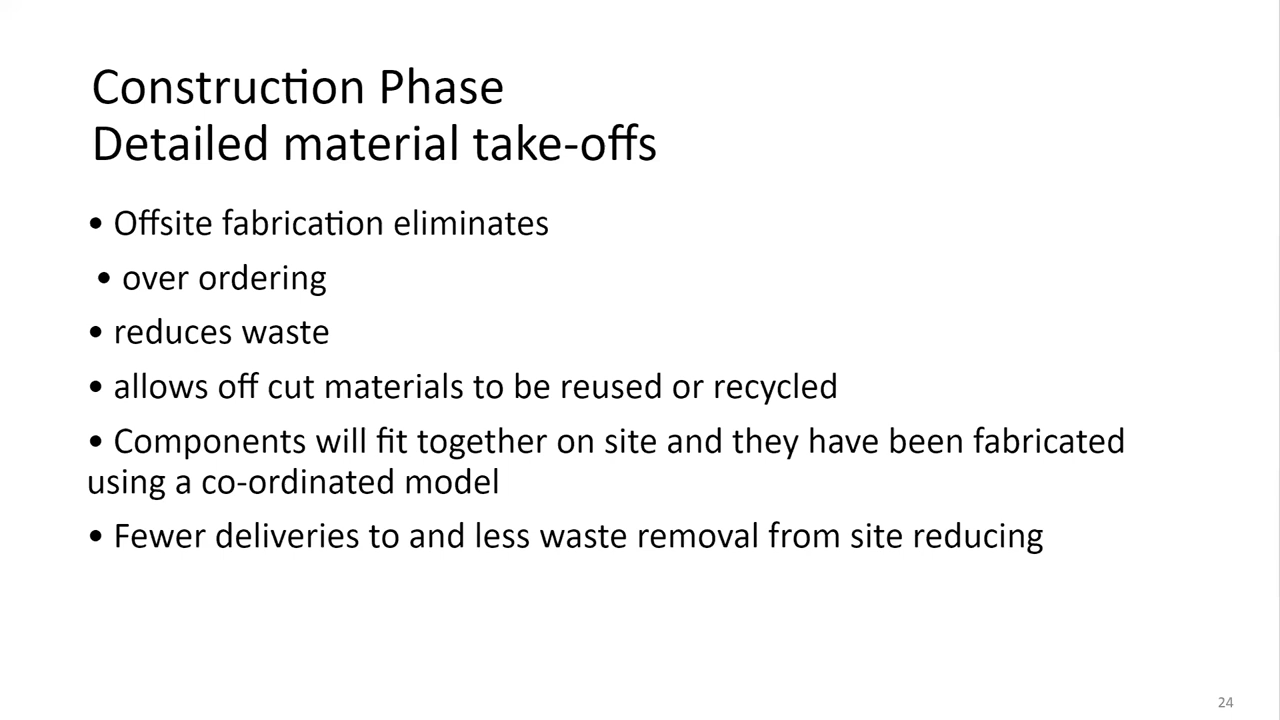 Construction Phase
Detailed material take-offs
• Offsite fabrication eliminates
• over ordering
• reduces waste
• allows off cut materials to be reused or recycled
• Components will fit together on site and they have been fabricated
using a co-ordinated model
• Fewer deliveries to and less waste removal from site reducing
24